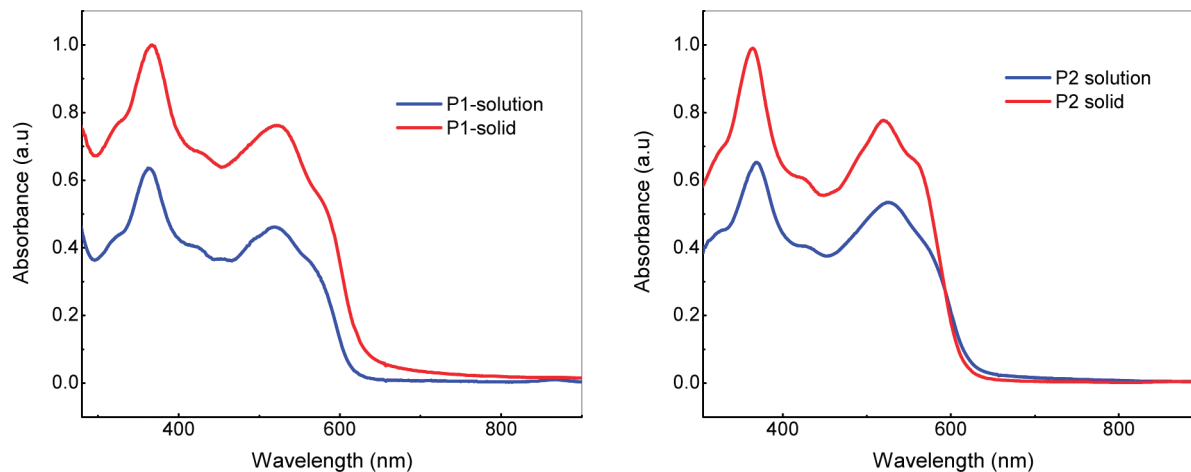 1.0
0.8
0.6
0.4
0.2
0.0
Absorbance (a.u)
400
600
800
Wavelength (nm)
P1-solution
P1-solid
1.0
0.8
0.6
0.4
0.2
0.0
Absorbance (a.u)
400
600
800
Wavelength (nm)
P2 solution
P2 solid